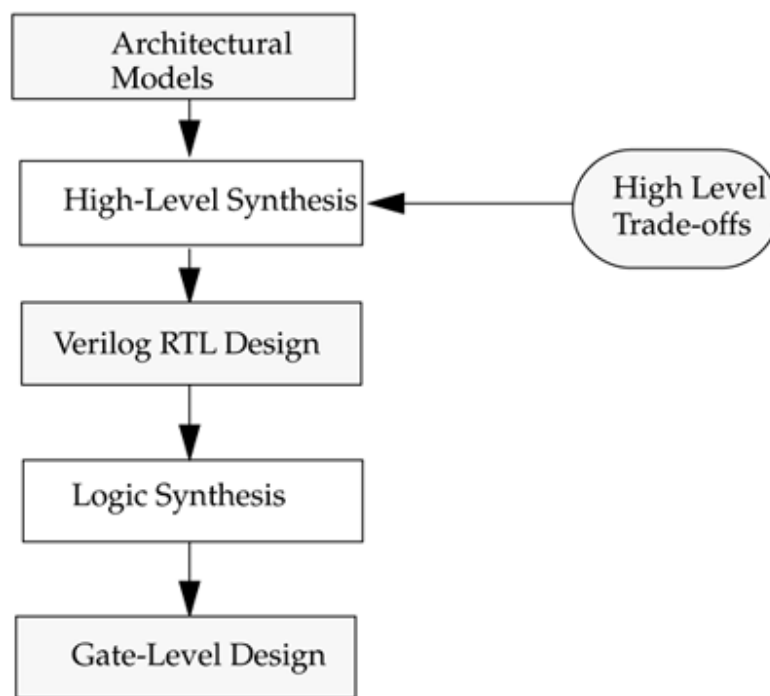 Architectural
Models
High-Level Synthesis
High Level
Trade-offs
Verilog RTL Design
Logic Synthesis
Gate-Level Design